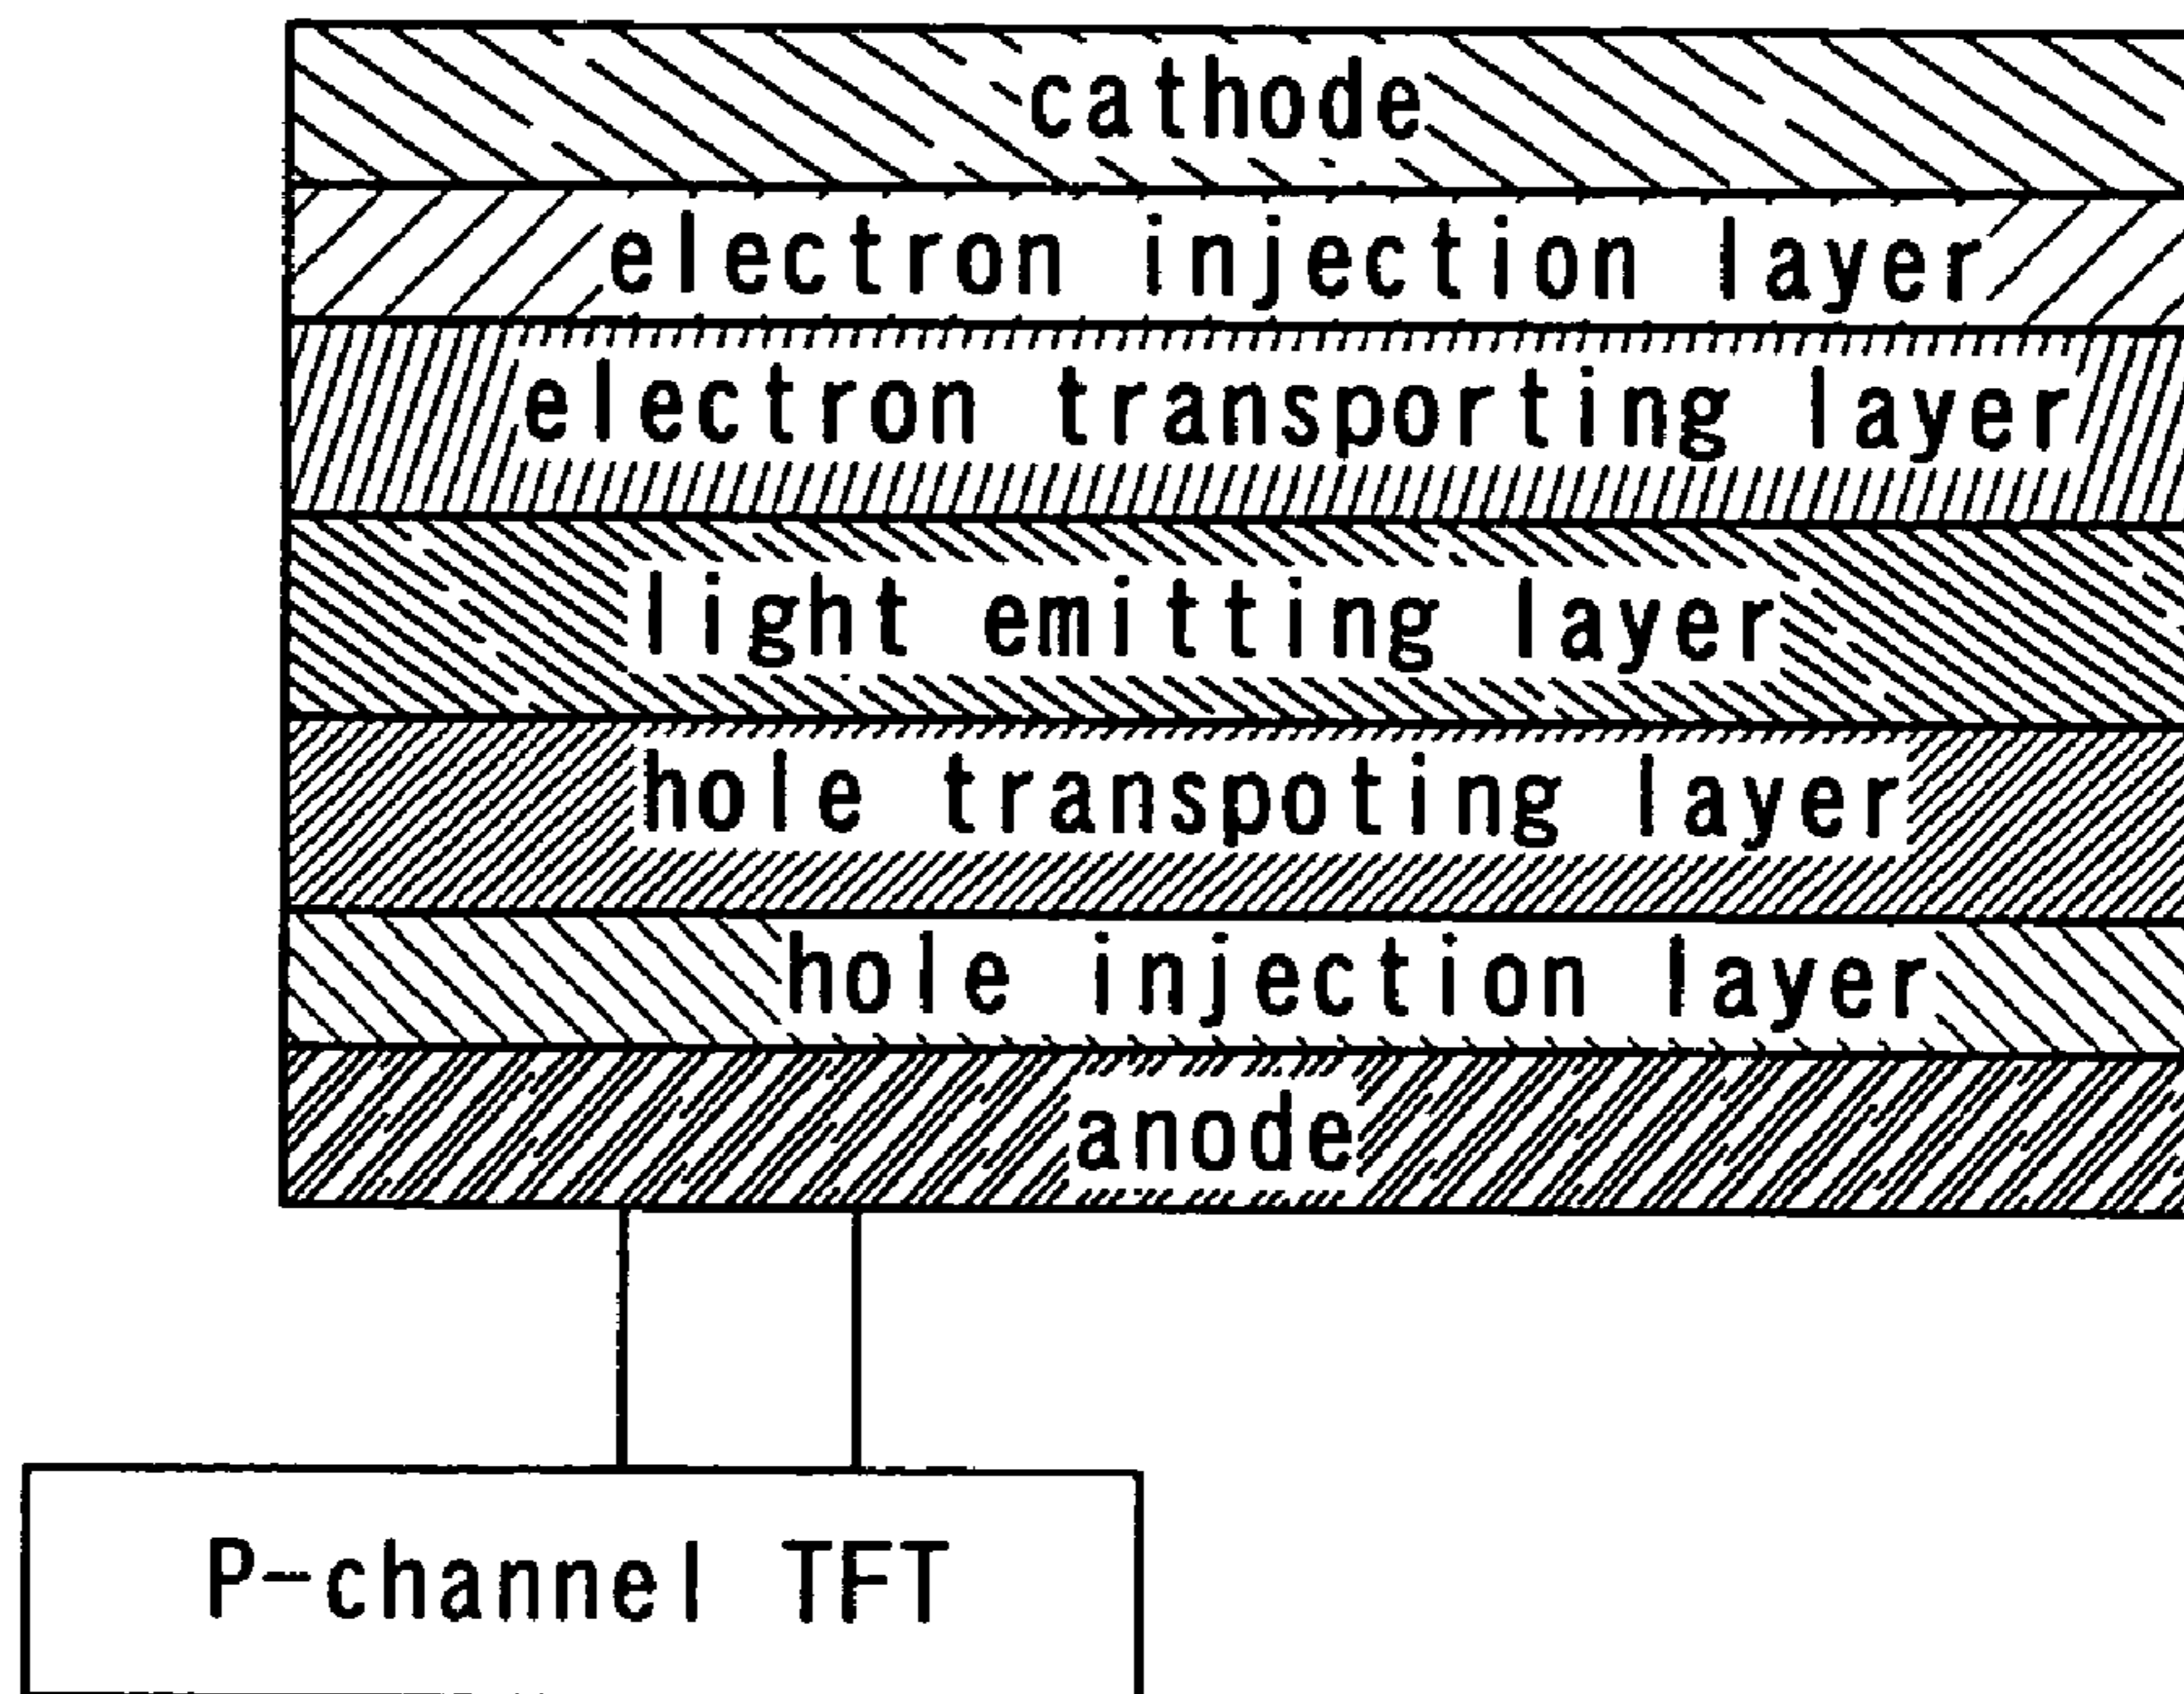 cathode
electron injection layer
electron transporting layer
light emitting layer
hole transpoting layer
hole injection layer
anode
P-channel TFT